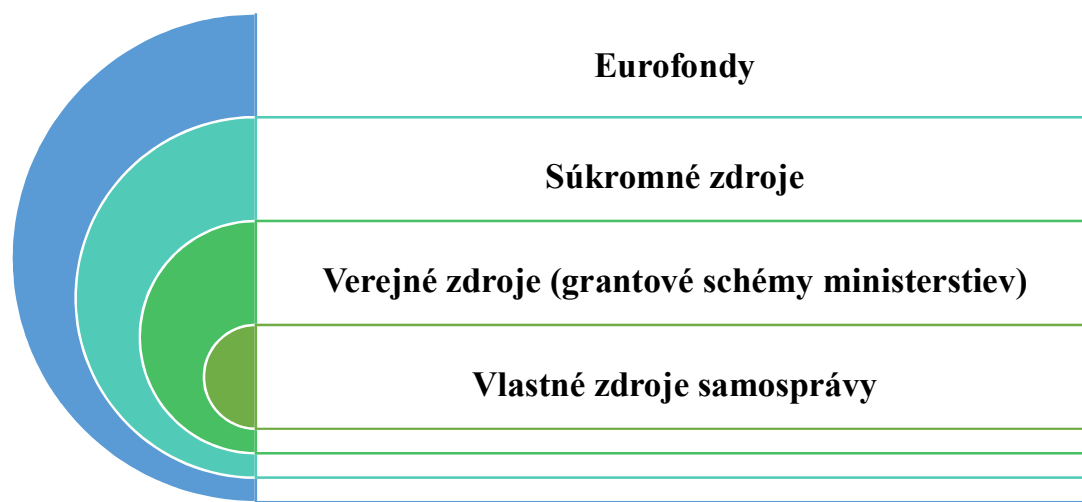 Eurofondy
Súkromné zdroje
Verejné zdroje (grantové schémy ministerstiev)
Vlastné zdroje samosprávy